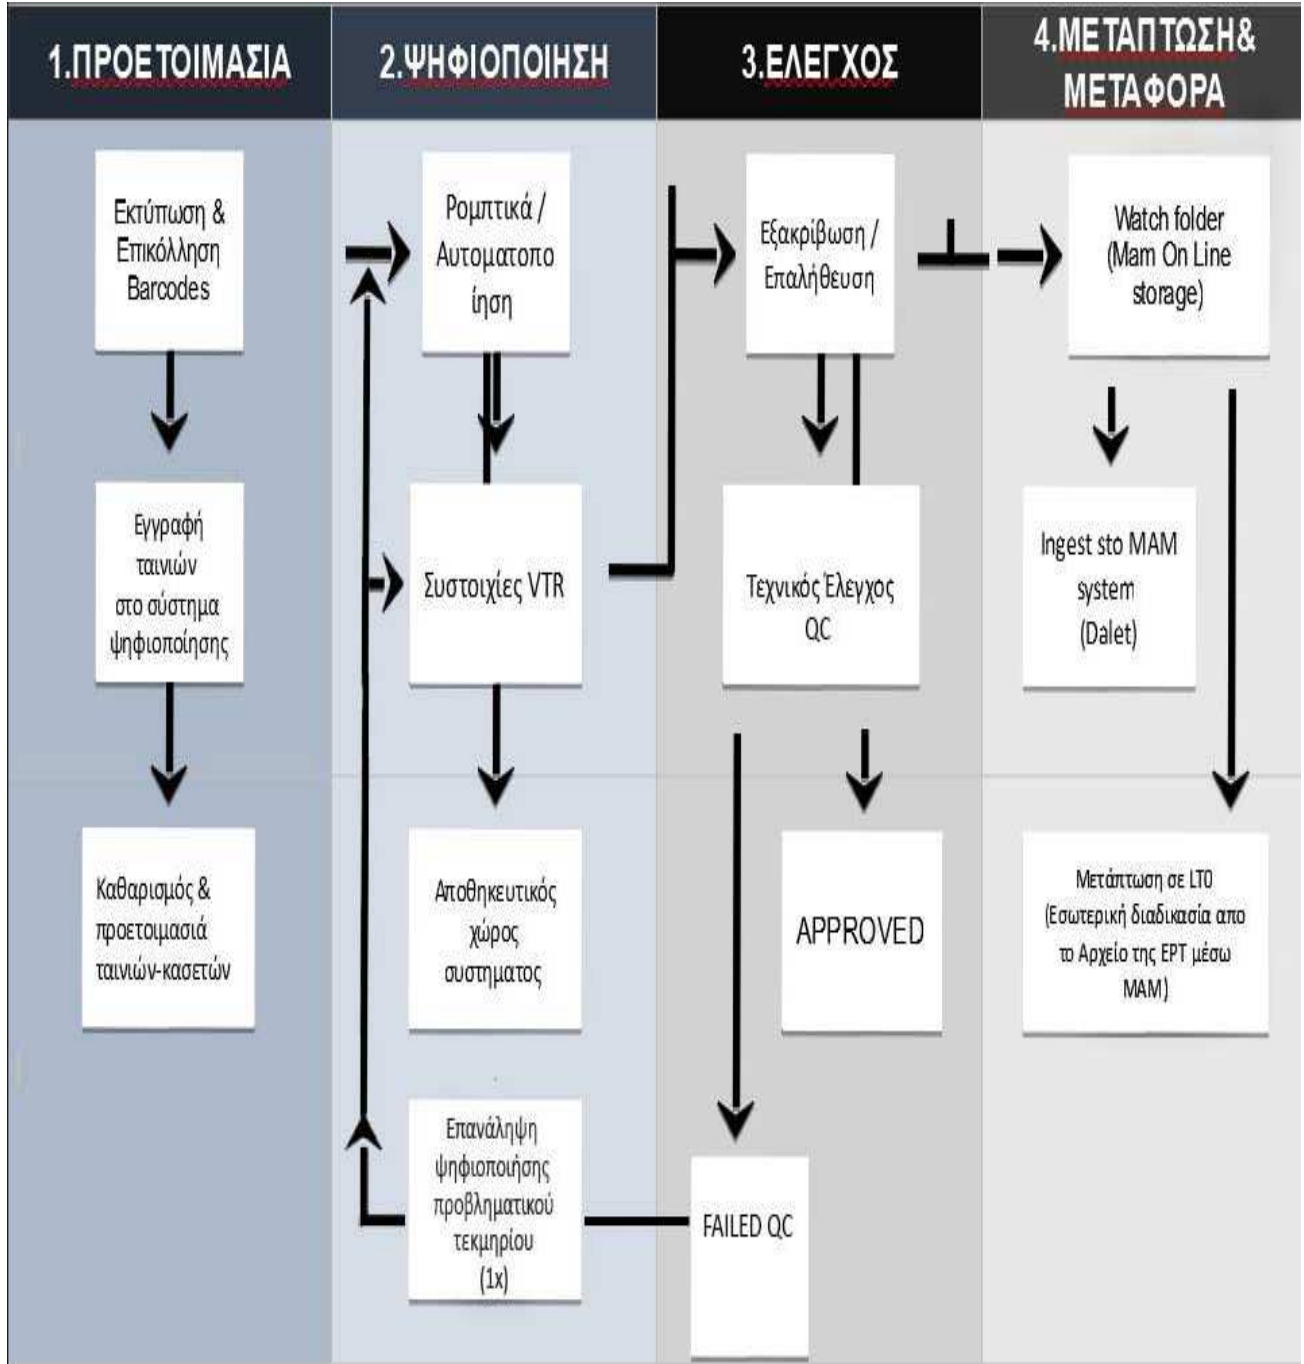 1.ΠΡΟΕΤΟΙΜΑΣΙΑ
Εκτύπωση &
Επικόλληση
Barcodes
Εγγραφή
ταινιών
στο σύστημα
ψηφιοποίησης
Καθαρισμός &
προετοιμασιά
ταινιών-κασετών
2.ΨΗΦΙΟΠΟΙΗΣΗ
Ρομπτικά /
Αυτοματοπο
ίηση
Συστοιχίες VTR
Αποθηκευτικός
χώρος
συστηματος
Επανάληψη
ψηφιοποιήσης
προβληματικού
τεκμηρίου
(1x)
3.ΕΛΕΓΧΟΣ
Εξακρίβωση /
Επαλήθευση
Τεχνικός Έλεγχος
QC
APPROVED
FAILED QC
4.ΜΕΤΑΠΤΩΣΗ&
ΜΕΤΑΦΟΡΑ
Watch folder
(Mam On Line
storage)
Ingest sto MAM
system
(Dalet)
Μετάπτωση σε LTO
(Εσωτερική διαδικασία απο
το Αρχείο της ΕΡΤ μέσω
MAM)